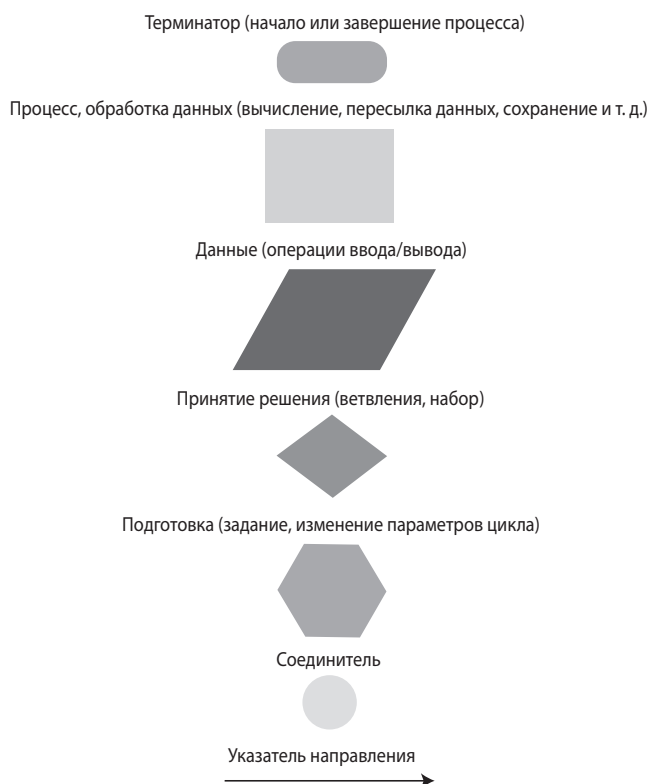 Терминатор (начало или завершение процесса)
Процесс, обработка данных (вычисление, пересылка данных, сохранение и т. д.)
Данные (операции ввода/вывода)
Принятие решения (ветвления, набор)
Подготовка (задание, изменение параметров цикла)
Соединитель
Указатель направления